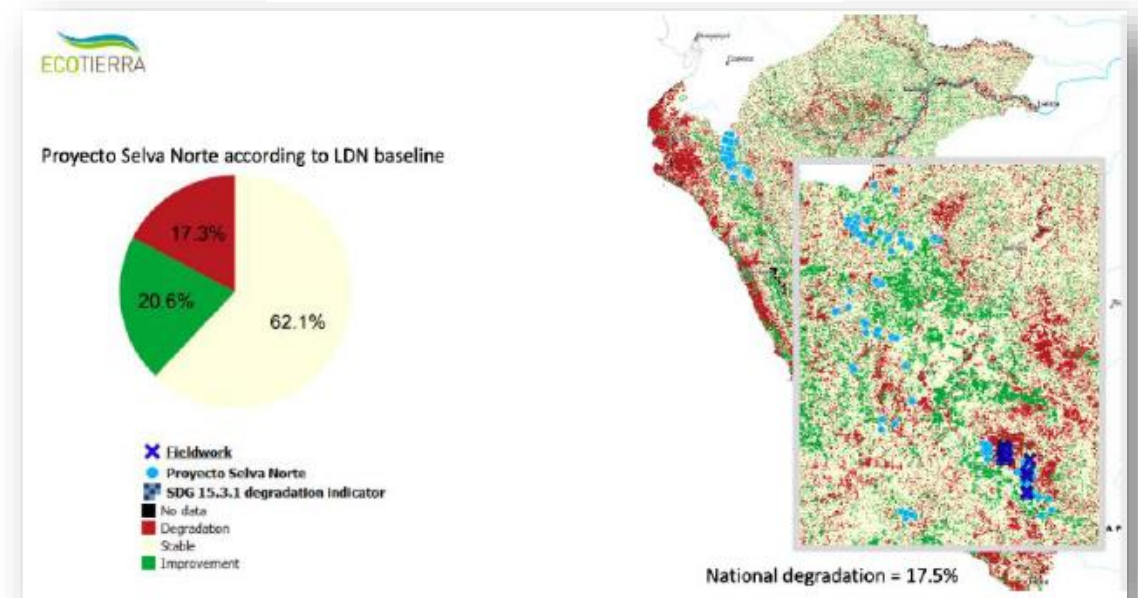 ECOTIERRA
Proyecto Selva Norte according to LDN baseline
17.3%
20.6%
62.1%
Fieldwork
Proyecto Selva Norte
SDG 15.3.1 degradation indicator
No data
Degradation
Stable
Improvement
National degradation = 17.5%